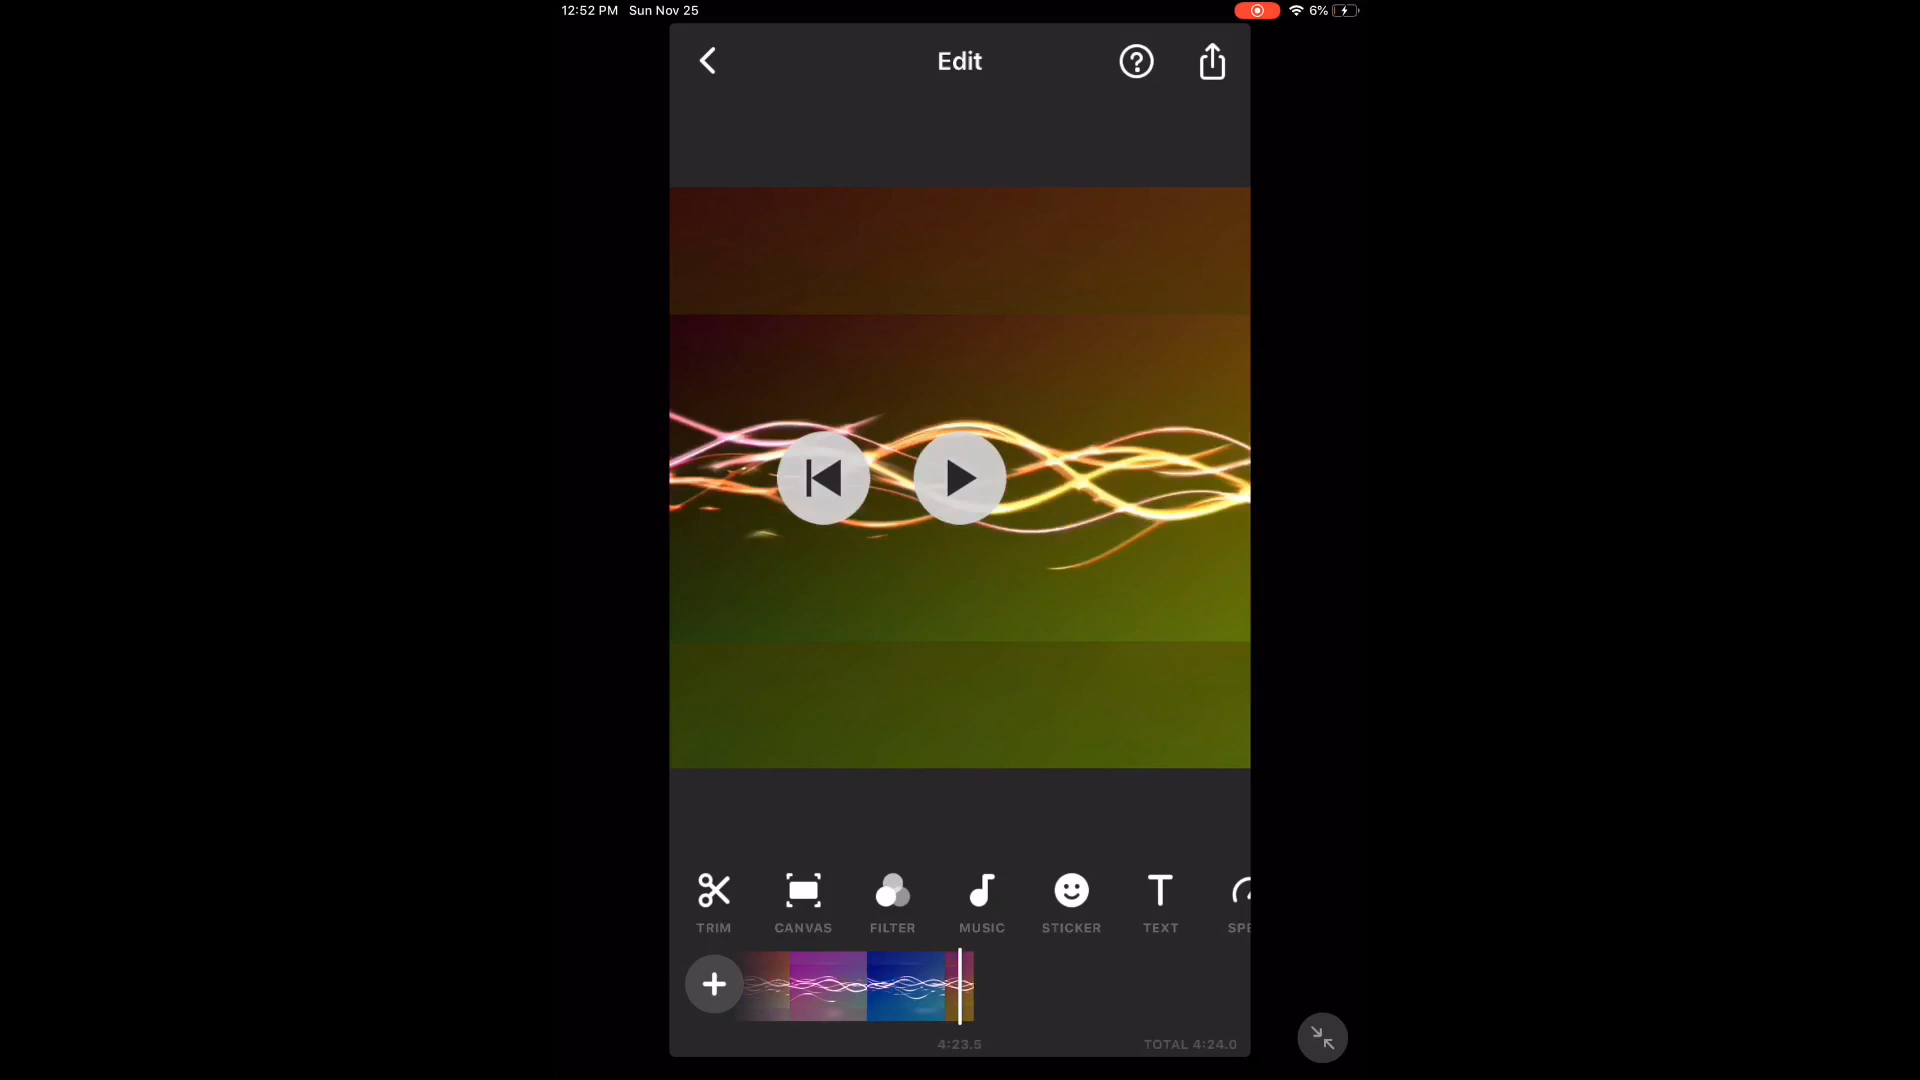 12:52 PM Sun Nov 25
6%
Edit
TRIM CANVAS FILTER MUSIC STICKER TEXT SPE
4:23.5 TOTAL 4:24.0